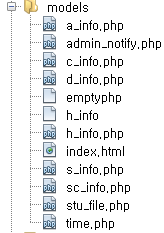 models
a_info.php
admin_notify.php
c_info.php
d_info.php
emptyphp
h_info
h_info.php
index.html
s_info.php
sc_info.php
stu_file.php
time.php